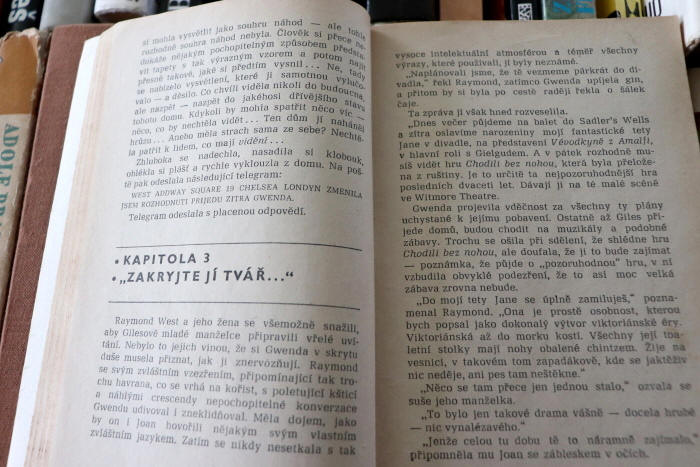 si mohla vysvětlit jako souhru náhod — ale tohle
rozhodně souhra náhod nebyla. Člověk si přece ne-
dokáže nějakým pochopitelným způsobem předsta-
vit tapety s tak výrazným vzorem a potom najít
přesně takové, jaké si předím vysnil... Ne, tady
se nabízelo vysvětlení, které ji samotnou vylučo-
valo — a děsilo. Co chvíli viděla nikoli do budoucna,
ale nazpět — nazpět do jakéhosi dřívějšího stavu
tohoto domu. Kdykoli by mohla spatřit něco víc —
něco, co by nechtěla vidět... Ten dům jí naháněl
hrůzu... Anebo měla strach sama ze sebe? Nechtě-
la patřit k lidem, co mají vidění...
Zhluboka se nadechla, nasadila si klobouk,
oblékla si plášť a rychle vyklouzla z domu. Na poš-
tě pak odeslala následující telegram:
WEST ADDWAY SQUARE 19 CHELSEA LONDYN ZMENILA
JSEM ROZHODNUTI PRIJEDU ZITRA GWENDA.
Telegram odeslala s placenou odpovědí.
• KAPITOLA 3
• „ZAKRYJTE JÍ TVÁŘ...“
Raymond West a jeho žena se všemožně snažili,
aby Gilesově mladé manželce připravili vřelé uví-
tání. Nebylo to jejich vinou, že si Gwenda v skrytu
duše musela přiznat, jak ji znervózňují. Raymond
se svým zvláštním vzezřením, připomínající tak tro-
chu havrana, co se vrhá na kořist, s poletující kšticí
a náhlými crescendy nepochopitelné konverzace
Gwendu udivoval i zneklidňoval. Měla dojem, jako
by on i Joan hovořili nějakým svým vlastním
zvláštním jazykem. Zatím se nikdy nesetkala s tak
vysoce intelektuální atmosférou a téměř všechny
výrazy, které používali, jí byly neznámé.
„Naplánovali jsme, že tě vezmeme párkrát do di-
vadla,“ řekl Raymond, zatímco Gwenda upíjela gin,
a přitom by si byla po cestě raději řekla o šálek
čaje.
Ta zpráva ji však hned rozveselila.
„Dnes večer půjdeme na balet do Sadler's Wells
a zítra oslavíme narozeniny mojí fantastické tety
Jane v divadle, na představení Vévodkyně z Amalfi,
v hlavní roli s Gielgudem. A v pátek rozhodně mu-
síš vidět hru Chodili bez nohou, která byla přelože-
na z ruštiny. Je to určitě ta nejpozoruhodnější hra
posledních dvaceti let. Dávají ji na té malé scéně
ve Witmore Theatre.
Gwenda projevila vděčnost za všechny ty plány
uchystané k jejímu pobavení. Ostatně až Giles při-
jede domů, budou chodit na muzikály a podobné
zábavy. Trochu se ošila při sdělení, že shlédne hru
Chodili bez nohou, ale doufala, že ji to bude zajímat
— poznámka, že půjde o „pozoruhodnou“ hru, v ní
vzbudila obvyklé podezření, že to asi moc velká
zábava zrovna nebude.
„Do mojí tety Jane se úplně zamiluješ,“ pozna-
menal Raymond. „Ona je prostě osobnost, kterou
bych popsal jako dokonalý výtvor viktoriánské éry.
Viktoriánská až do morku kostí. Všechny její toa-
letní stolky mají nohy obalené chintzem. Žije na
vesnici, v takovém tom zapadákově, kde se jaktěživ
nic neděje, ani pes tam neštěkne.“
„Něco se tam přece jen jednou stalo,“ ozvala se
suše jeho manželka.
„To bylo jen takové drama vášně — docela hrubé
— nic vynalézavého.“
„Jenže celou tu dobu tě to náramně zajímalo,“
připomněla mu Joan se zábleskem v očích.